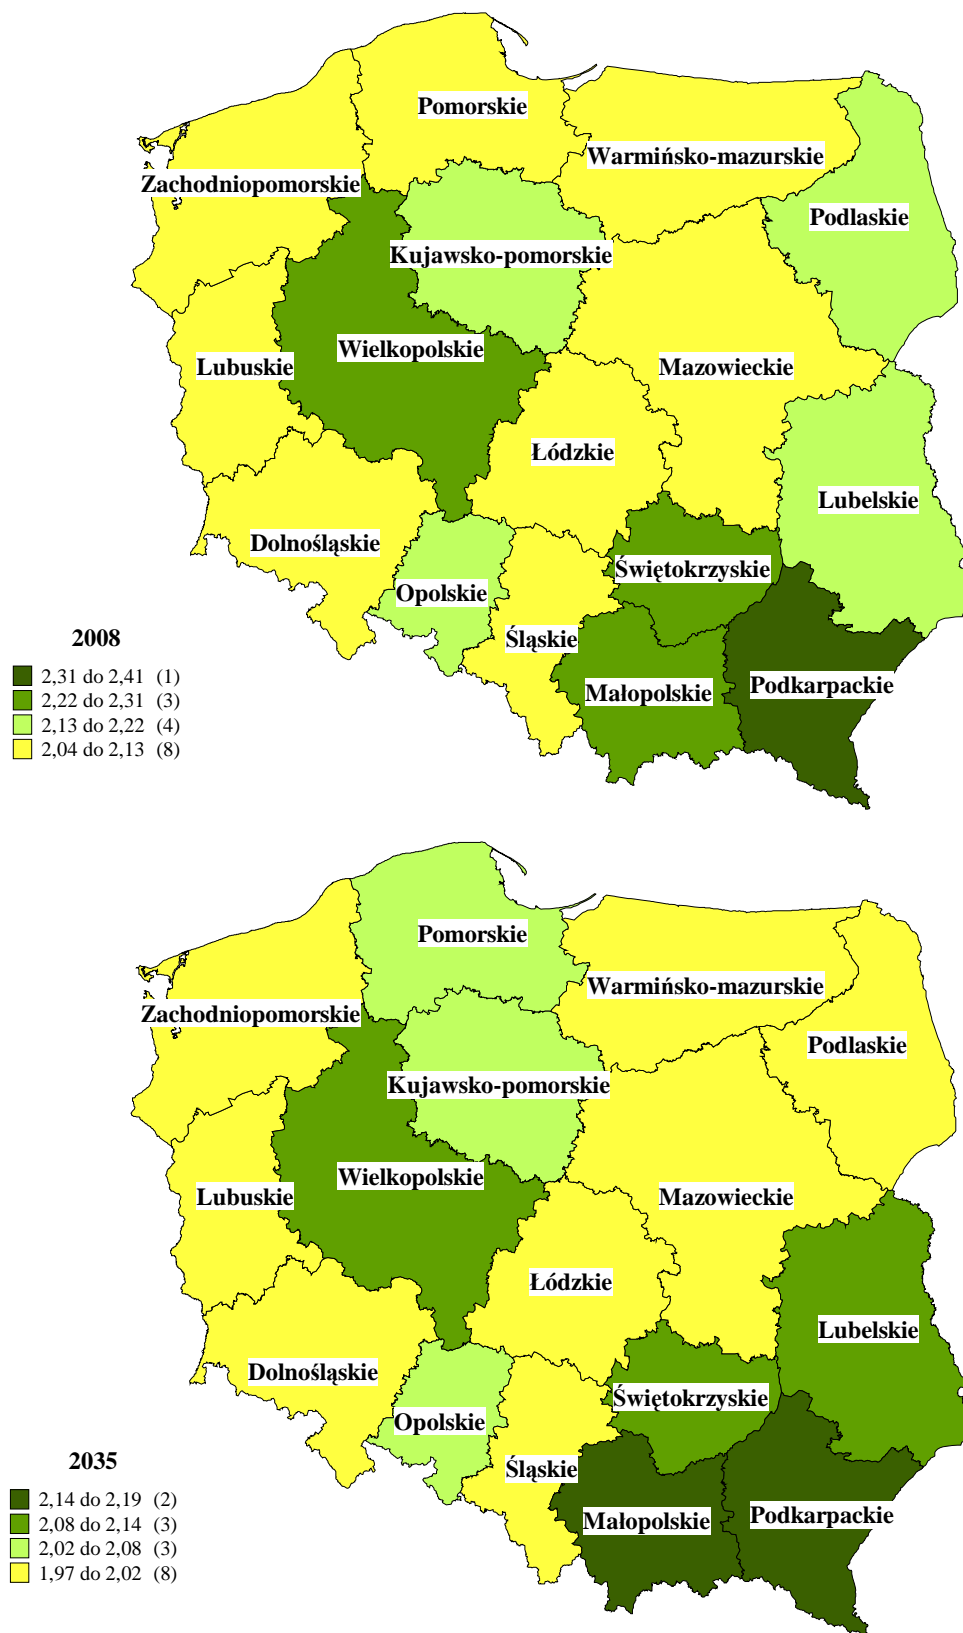 Pomorskie
Warmińsko-mazurskie
Zachodniopomorskie
Podlaskie
Kujawsko-pomorskie
Wielkopolskie
Lubuskie
Mazowieckie
Łódzkie
Lubelskie
Dolnośląskie
Świętokrzyskie
Opolskie
Śląskie
Małopolskie
Podkarpackie
2008
2,31 do 2,41 (1)
2,22 do 2,31 (3)
2,13 do 2,22 (4)
2,04 do 2,13 (8)
Pomorskie
Warmińsko-mazurskie
Zachodniopomorskie
Podlaskie
Kujawsko-pomorskie
Wielkopolskie
Lubuskie
Mazowieckie
Łódzkie
Lubelskie
Dolnośląskie
Świętokrzyskie
Opolskie
Śląskie
Małopolskie
Podkarpackie
2035
2,14 do 2,19 (2)
2,08 do 2,14 (3)
2,02 do 2,08 (3)
1,97 do 2,02 (8)